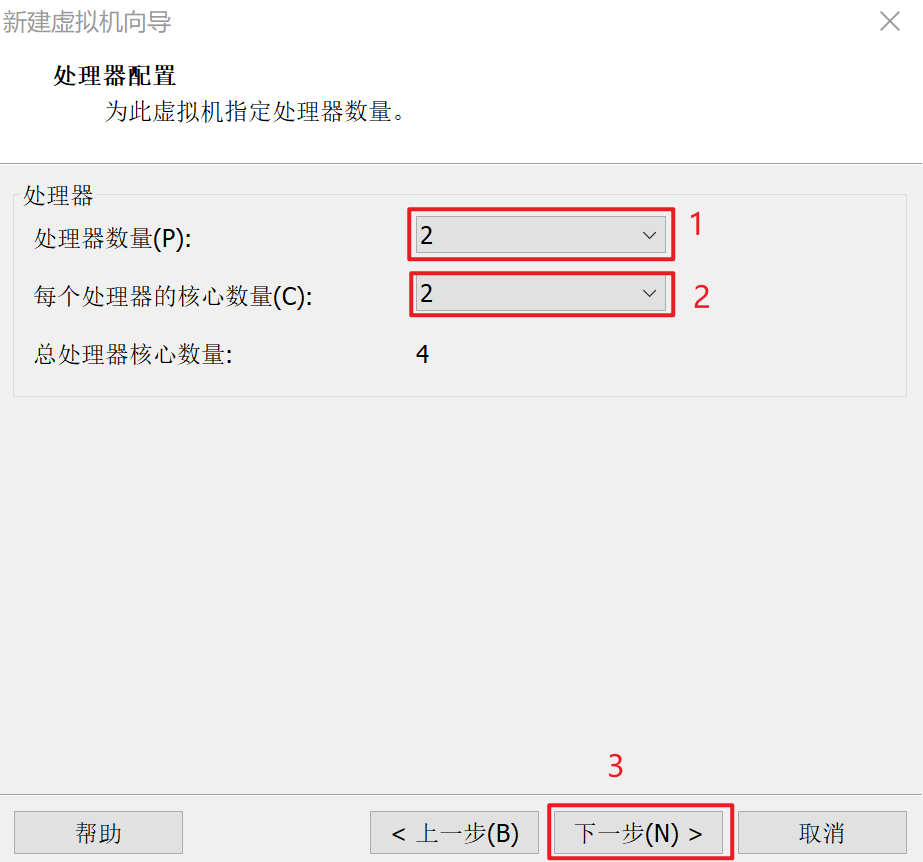 新建虚拟机向导
处理器配置
为此虚拟机指定处理器数量。
处理器
处理器数量(P): 2 1
每个处理器的核心数量(C): 2 2
总处理器核心数量: 4
3
帮助 < 上一步(B) 下一步(N) > 取消